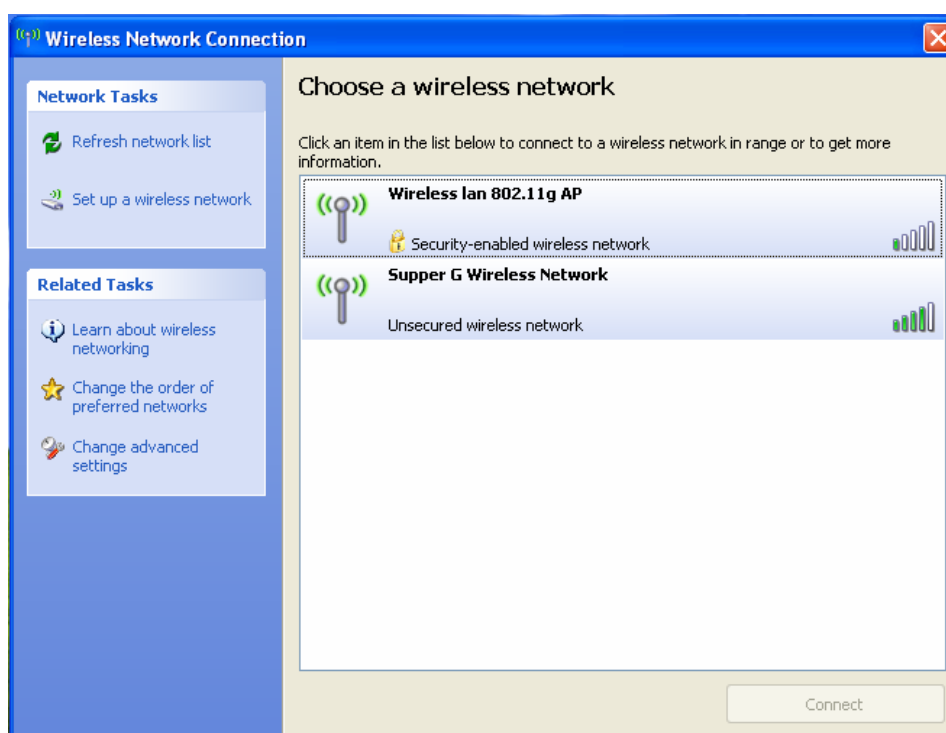 Wireless Network Connection
Network Tasks
Refresh network list
Set up a wireless network
Related Tasks
Learn about wireless
networking
Change the order of
preferred networks
Change advanced
settings
Choose a wireless network
Click an item in the list below to connect to a wireless network in range or to get more
information.
Wireless lan 802.11g AP
Security-enabled wireless network
Supper G Wireless Network
Unsecured wireless network
Connect